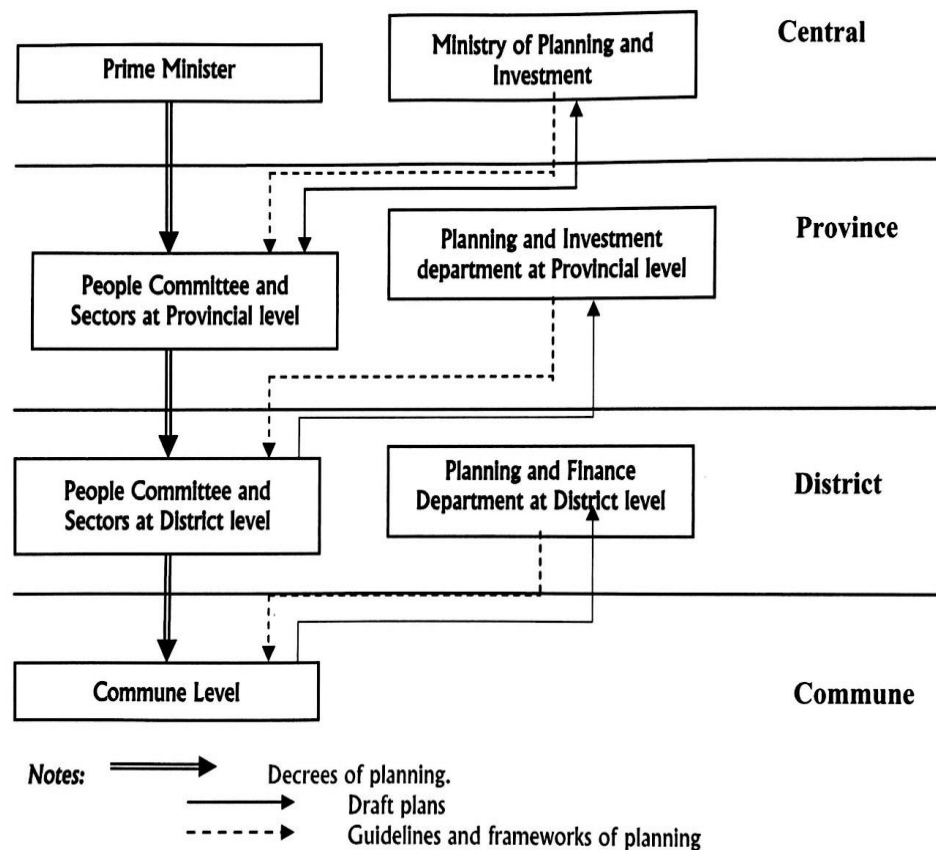 Central
Prime Minister
Ministry of Planning and
Investment
Province
People Committee and
Sectors at Provincial level
Planning and Investment
department at Provincial level
District
People Committee and
Sectors at District level
Planning and Finance
Department at District level
Commune Level
Commune
Notes: Decrees of planning.
Draft plans
Guidelines and frameworks of planning